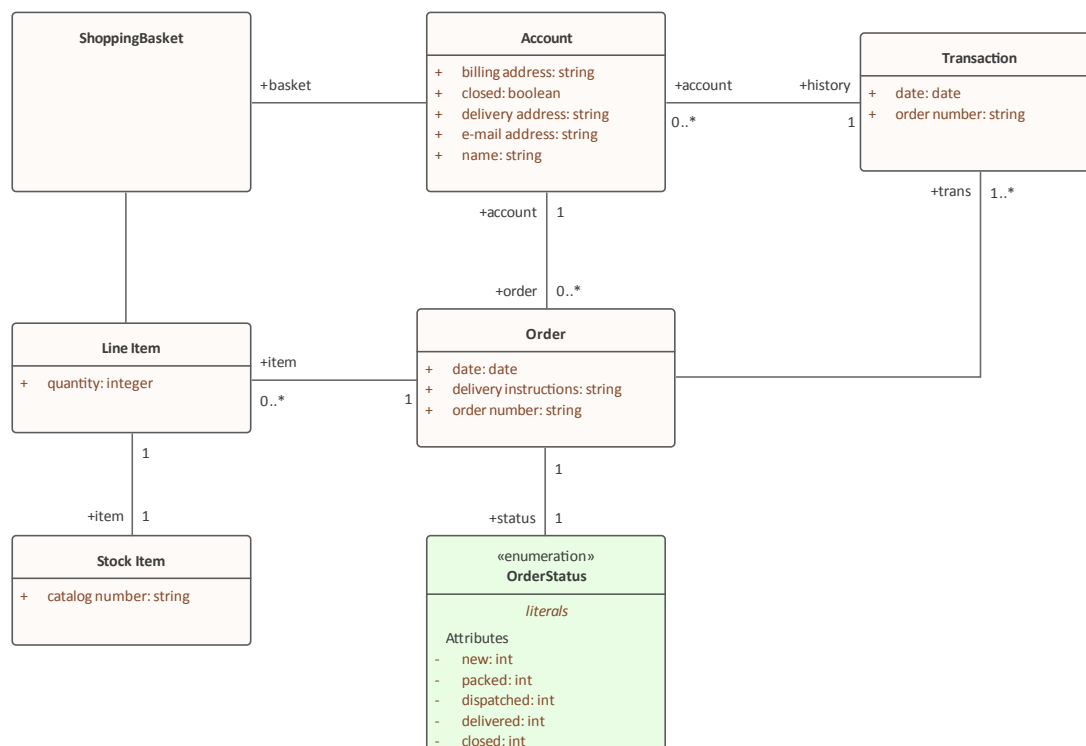 ShoppingBasket
+basket
Account
+ billing address: string
+ closed: boolean
+ delivery address: string
+ e-mail address: string
+ name: string
+account
0..*
+history
1
Transaction
+ date: date
+ order number: string
+trans
1..*
+account
1
+order
0..*
Line Item
+ quantity: integer
+item
0..*
1
Order
+ date: date
+ delivery instructions: string
+ order number: string
1
+item
1
Stock Item
+ catalog number: string
1
+status
1
«enumeration»
OrderStatus
literals
Attributes
- new: int
- packed: int
- dispatched: int
- delivered: int
- closed: int